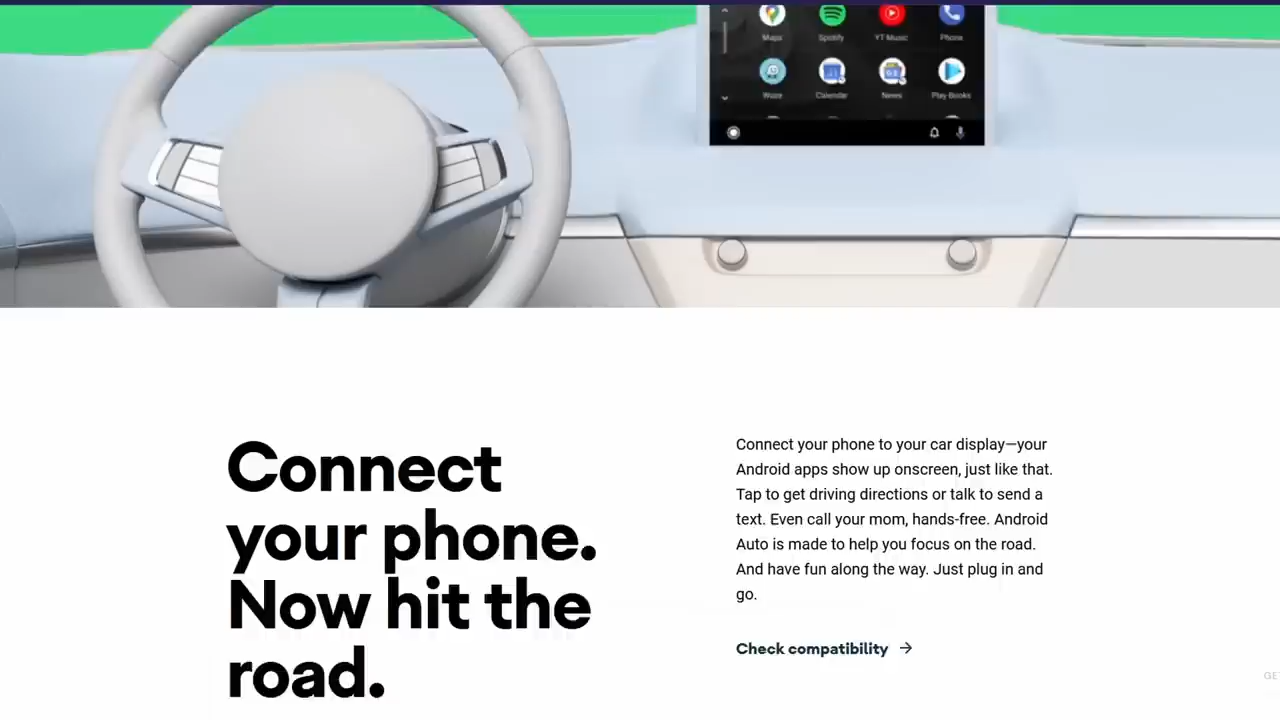 Maps Spotify YT Music Phone
Waze Calendar News Play Books
Connect
your phone.
Now hit the
road.
Connect your phone to your car display—your
Android apps show up onscreen, just like that.
Tap to get driving directions or talk to send a
text. Even call your mom, hands-free. Android
Auto is made to help you focus on the road.
And have fun along the way. Just plug in and
go.
Check compatibility